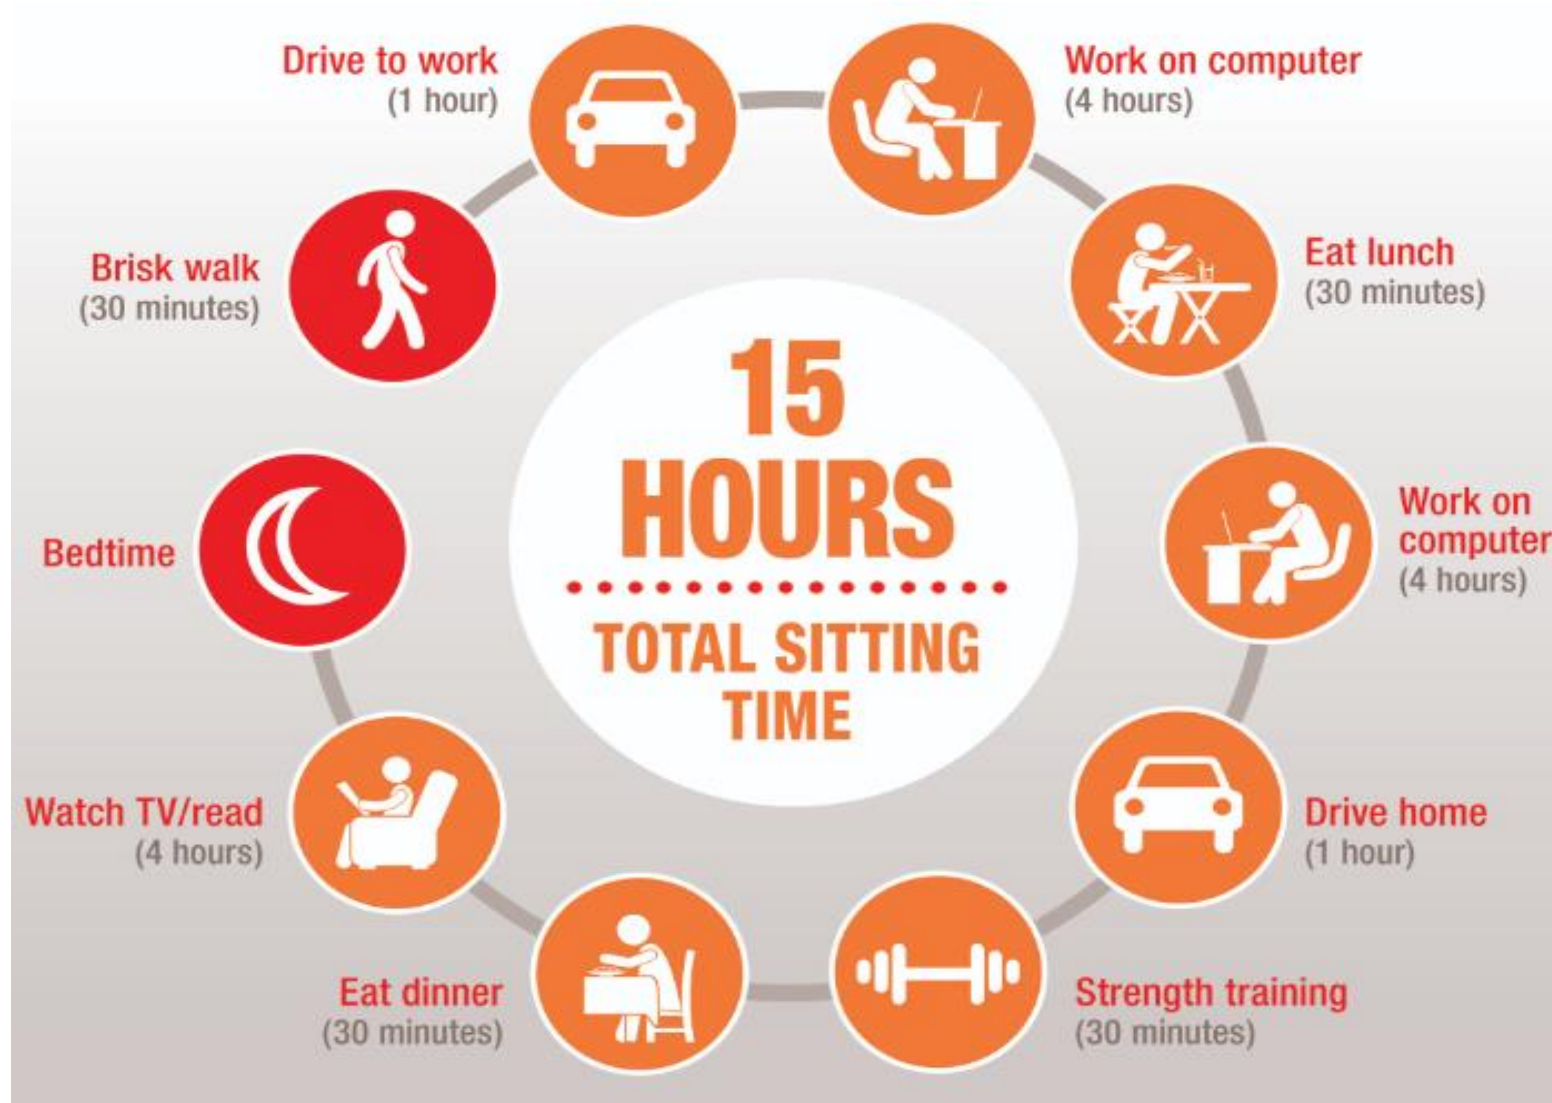 Drive to work
(1 hour)
Work on computer
(4 hours)
Eat lunch
(30 minutes)
Work on
computer
(4 hours)
Drive home
(1 hour)
Strength training
(30 minutes)
Eat dinner
(30 minutes)
Watch TV/read
(4 hours)
Bedtime
Brisk walk
(30 minutes)
15
HOURS
TOTAL SITTING
TIME